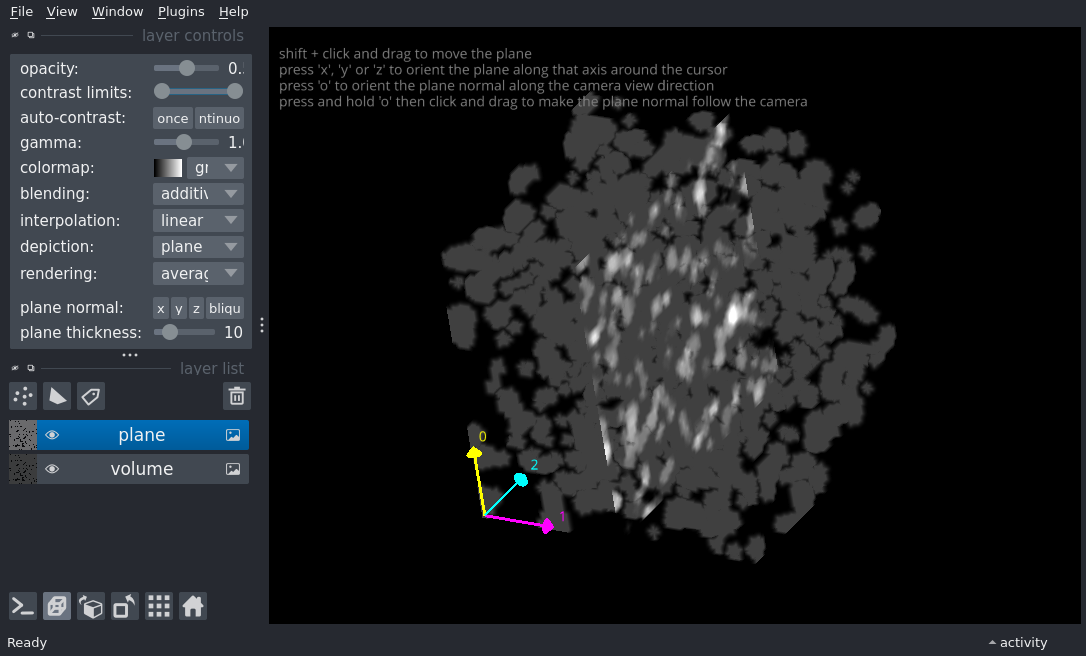 File View Window Plugins Help
layer controls
opacity: 0.
contrast limits:
auto-contrast: once ntinuo
gamma: 1.
colormap: gr
blending: additiv
interpolation: linear
depiction: plane
rendering: averag
plane normal: x y z bliqu
plane thickness: 10
layer list
plane
volume
shift + click and drag to move the plane
press 'x', 'y' or 'z' to orient the plane along that axis around the cursor
press 'o' to orient the plane normal along the camera view direction
press and hold 'o' then click and drag to make the plane normal follow the camera
0
2
1
Ready
activity